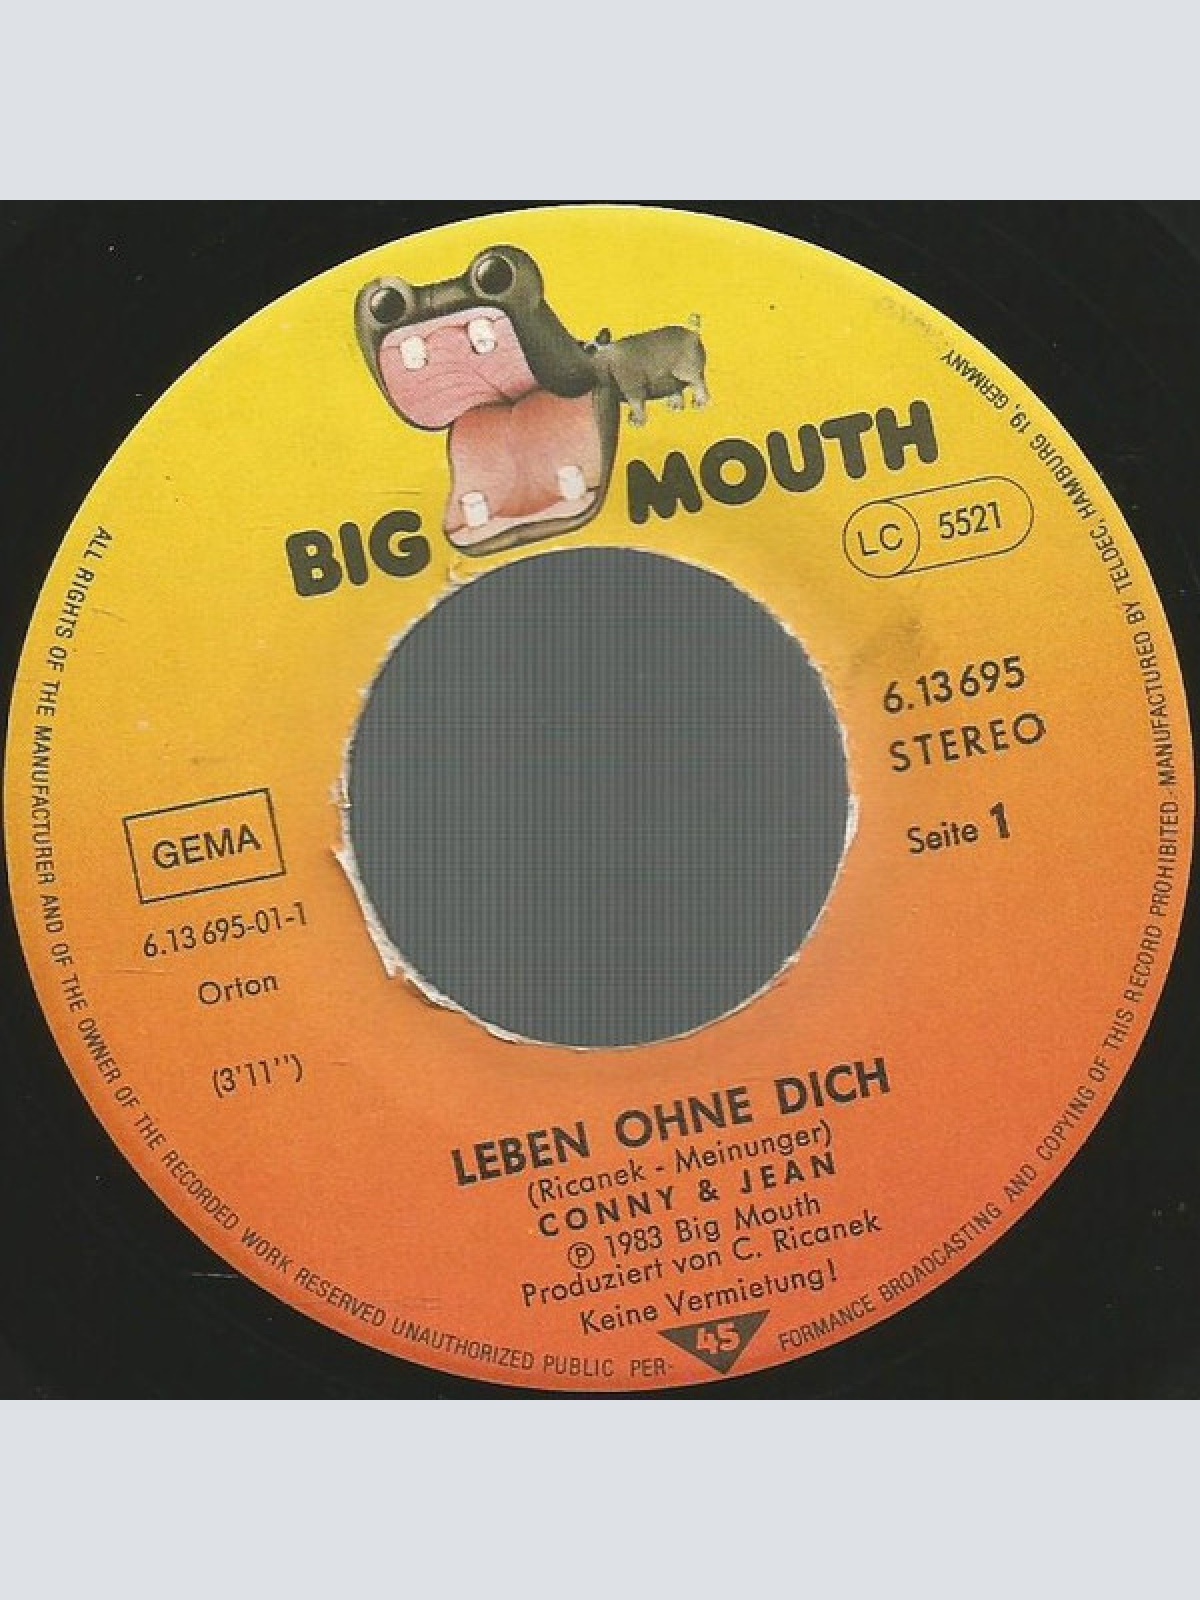 BIG MOUTH
LC 5521
6.13695
STEREO
Seite 1
GEMA
6.13 695-01-1
Orton
(3'11'')
LEBEN OHNE DICH
(Ricanek - Meinunger)
CONNY & JEAN
Ⓟ 1983 Big Mouth
Produziert von C. Ricanek
Keine Vermietung!
45
ALL RIGHTS OF THE MANUFACTURER AND OF THE OWNER OF THE RECORDED WORK RESERVED UNAUTHORIZED PUBLIC PER-
FORMANCE BROADCASTING AND COPYING OF THIS RECORD PROHIBITED-MANUFACTURED BY TELDEC, HAMBURG 19, GERMANY